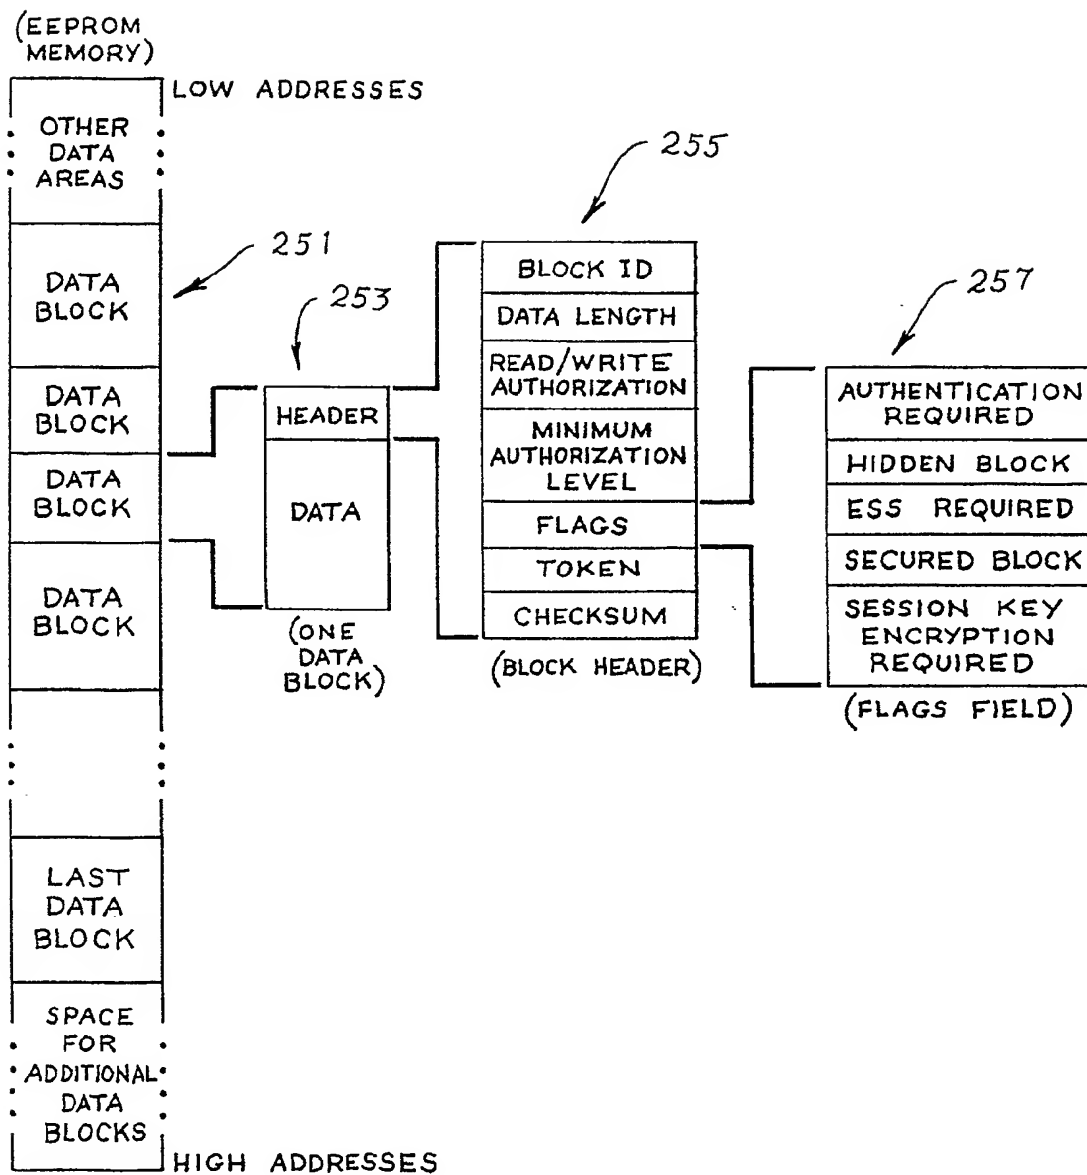 (EEPROM
MEMORY)
LOW ADDRESSES
OTHER
DATA
AREAS
251
DATA
BLOCK
DATA
BLOCK
DATA
BLOCK
DATA
BLOCK
LAST
DATA
BLOCK
SPACE
FOR
ADDITIONAL
DATA
BLOCKS
HIGH ADDRESSES
253
HEADER
DATA
(ONE
DATA
BLOCK)
255
BLOCK ID
DATA LENGTH
READ/WRITE
AUTHORIZATION
MINIMUM
AUTHORIZATION
LEVEL
FLAGS
TOKEN
CHECKSUM
(BLOCK HEADER)
257
AUTHENTICATION
REQUIRED
HIDDEN BLOCK
ESS REQUIRED
SECURED BLOCK
SESSION KEY
ENCRYPTION
REQUIRED
(FLAGS FIELD)